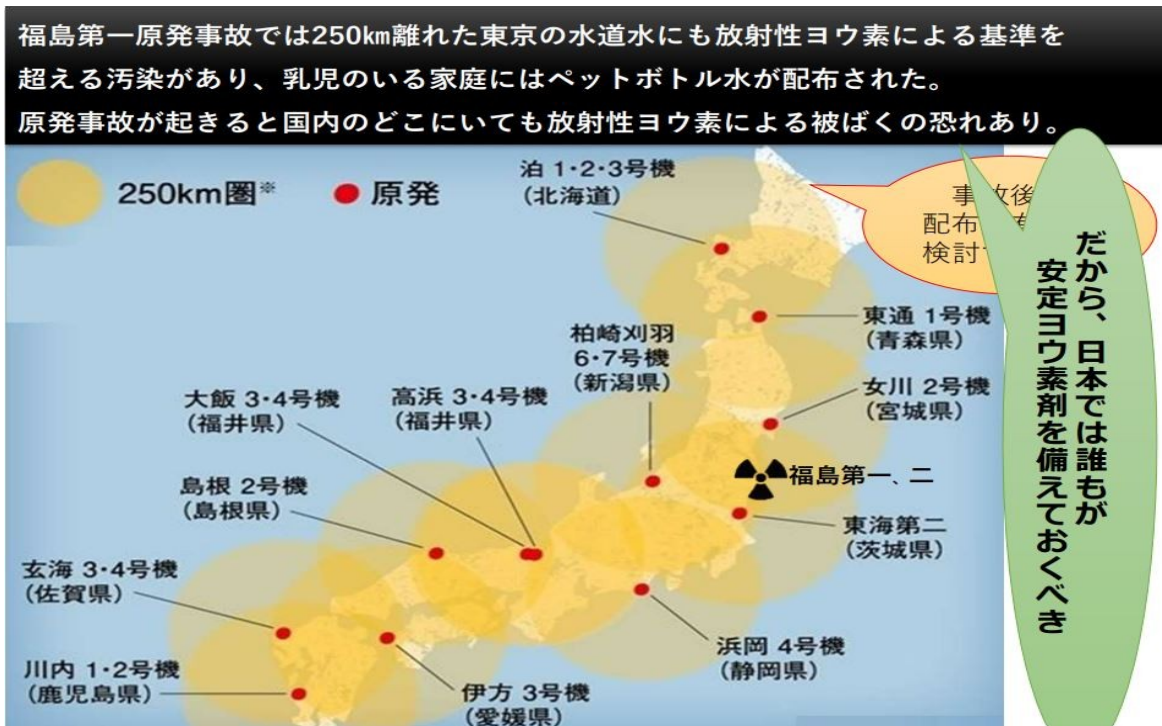 福島第一原発事故では250㎞離れた東京の水道水にも放射性ヨウ素による基準を
超える汚染があり、乳児のいる家庭にはペットボトル水が配布された。
原発事故が起きると国内のどこにいても放射性ヨウ素による被ばくの恐れあり。
250km圏※
原発
泊 1・2・3号機
(北海道)
事故後
配布
検討
だから、日本では誰もが
安定ヨウ素剤を備えておくべき
東通 1号機
(青森県)
柏崎刈羽
6・7号機
(新潟県)
大飯 3・4号機
(福井県)
高浜 3・4号機
(福井県)
女川 2号機
(宮城県)
福島第一、二
島根 2号機
(島根県)
東海第二
(茨城県)
玄海 3・4号機
(佐賀県)
浜岡 4号機
(静岡県)
川内 1・2号機
(鹿児島県)
伊方 3号機
(愛媛県)